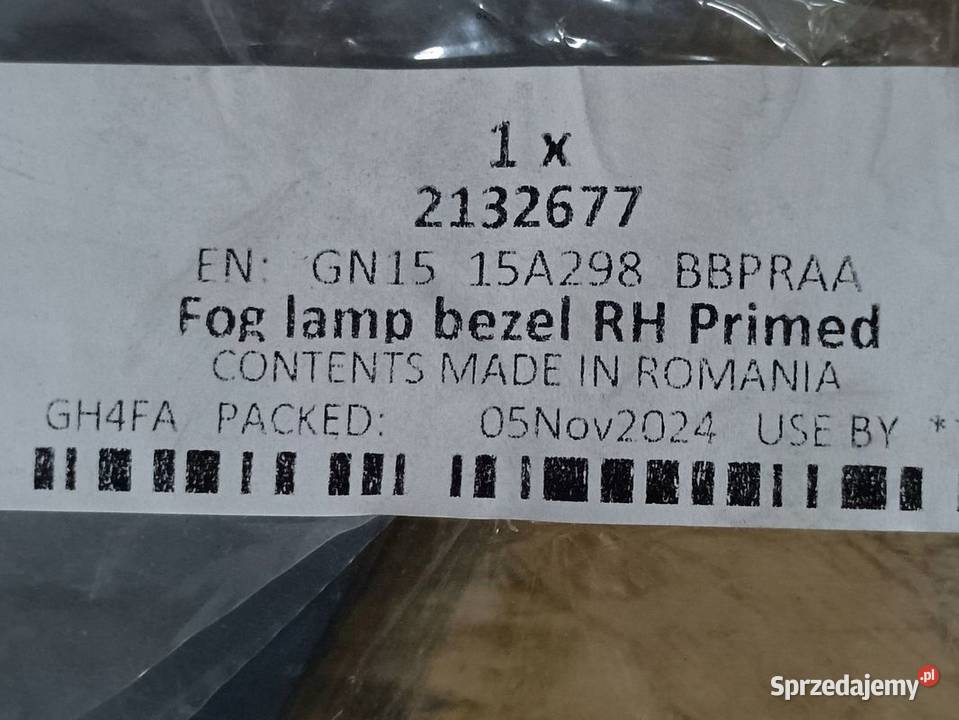 1 x
2132677
EN: GN15 15A298 BBPRAA
Fog lamp bezel RH Primed
CONTENTS MADE IN ROMANIA
GH4FA PACKED: 05Nov2024 USE BY *
Sprzedajemy.pl